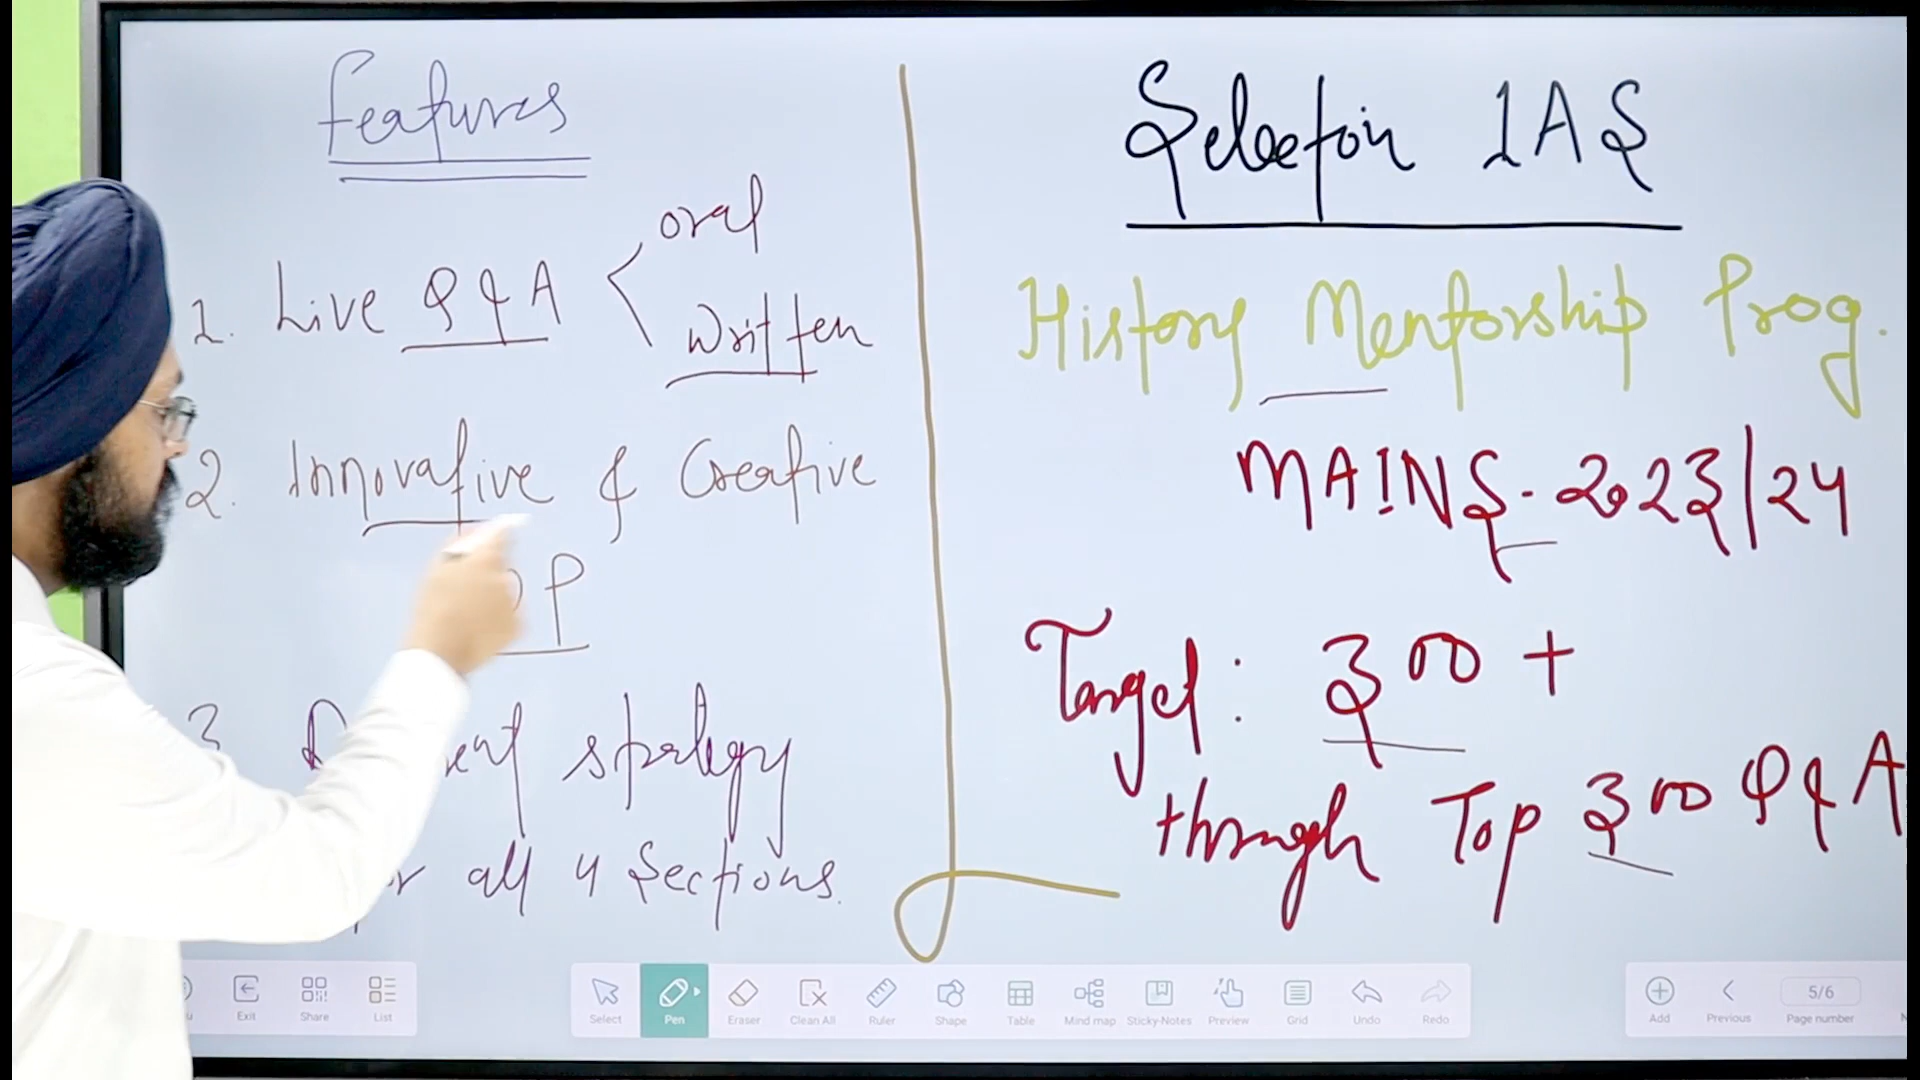 Features
1. Live Q & A
oral
written
2. Innovative & Creative
P
3. strategy
all 4 Sections.
Selection IAS
History Mentorship Prog.
MAINS - 2023/24
Target: 300 +
through Top 300 Q & A
Exit
Share
List
Select
Pen
Eraser
Clean All
Ruler
Shape
Table
Mind map
Sticky-Notes
Preview
Grid
Undo
Redo
Add
Previous
5/6
Page number